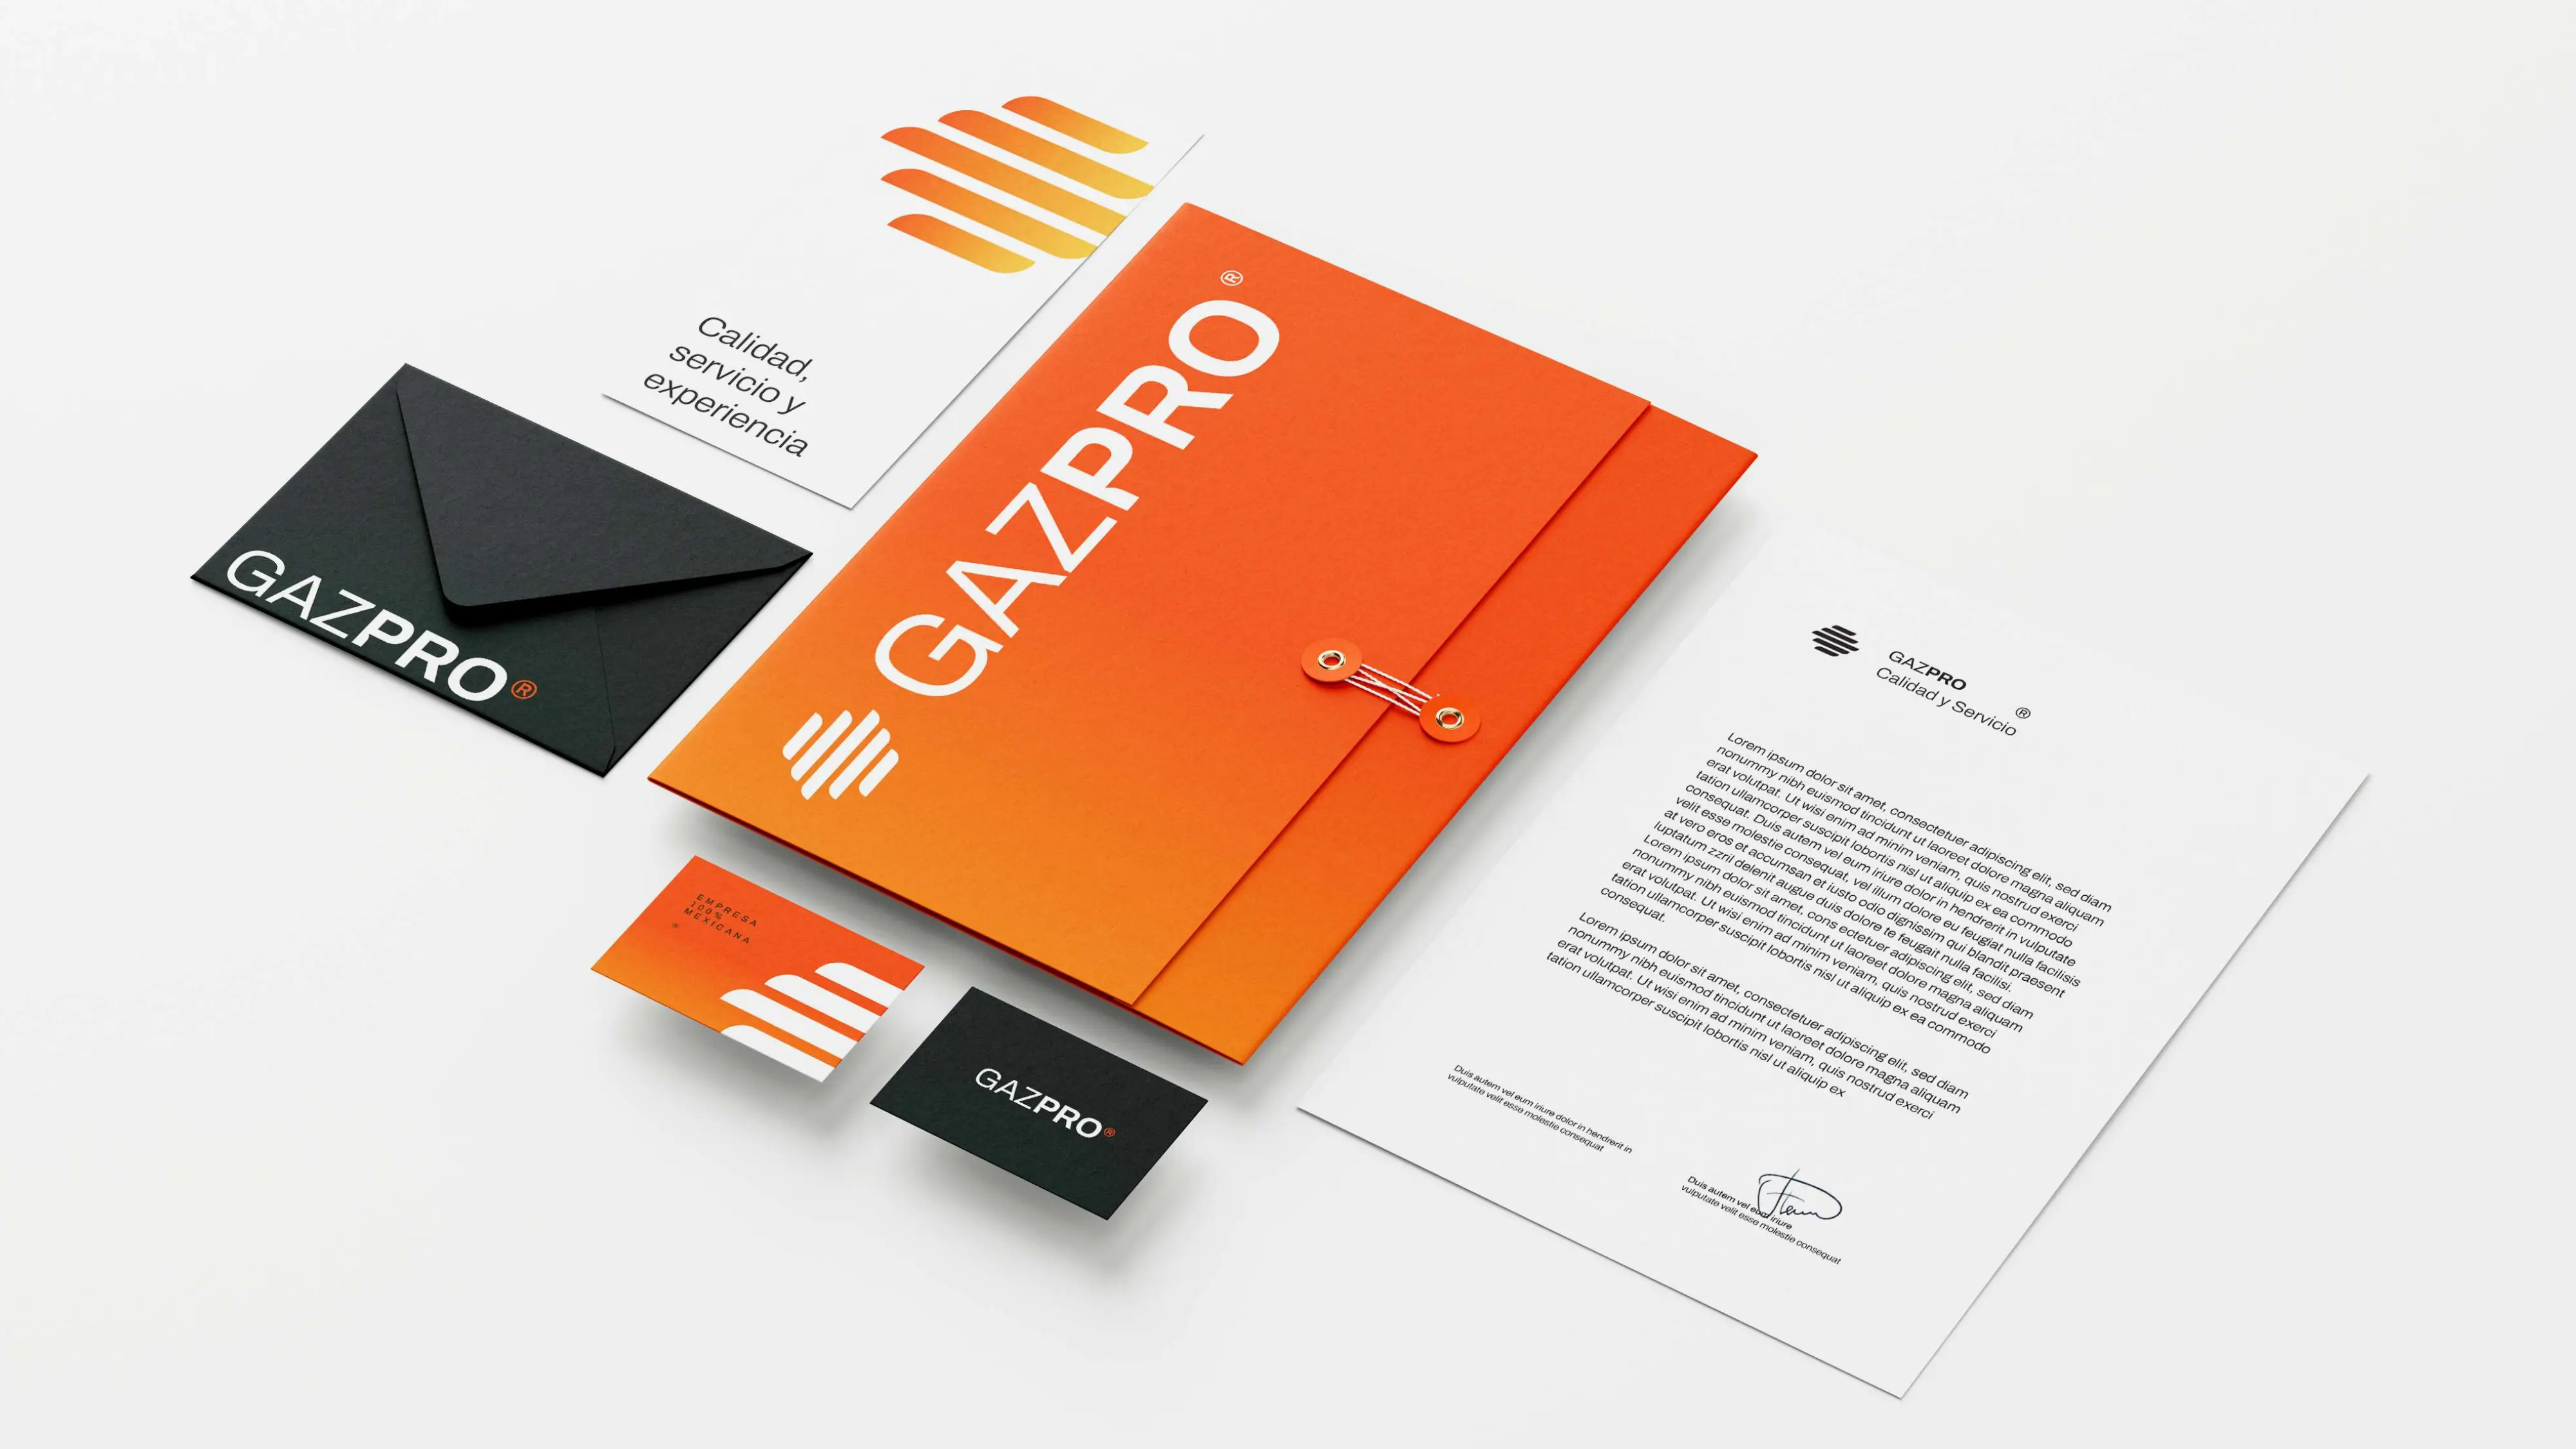 Calidad,
servicio y
experiencia
GAZPRO®
GAZPRO®
EMPRESA
100%
MEXICANA
®
GAZPRO®
GAZPRO
Calidad y Servicio
®
Lorem ipsum dolor sit amet, consectetuer adipiscing elit, sed diam
nonummy nibh euismod tincidunt ut laoreet dolore magna aliquam
erat volutpat. Ut wisi enim ad minim veniam, quis nostrud exerci
tation ullamcorper suscipit lobortis nisl ut aliquip ex ea commodo
consequat. Duis autem vel eum iriure dolor in hendrerit in vulputate
velit esse molestie consequat, vel illum dolore eu feugiat nulla facilisis
at vero eros et accumsan et iusto odio dignissim qui blandit praesent
luptatum zzril delenit augue duis dolore te feugait nulla facilisi.
Lorem ipsum dolor sit amet, cons ectetuer adipiscing elit, sed diam
nonummy nibh euismod tincidunt ut laoreet dolore magna aliquam
erat volutpat. Ut wisi enim ad minim veniam, quis nostrud exerci
tation ullamcorper suscipit lobortis nisl ut aliquip ex ea commodo
consequat.
Lorem ipsum dolor sit amet, consectetuer adipiscing elit, sed diam
nonummy nibh euismod tincidunt ut laoreet dolore magna aliquam
erat volutpat. Ut wisi enim ad minim veniam, quis nostrud exerci
tation ullamcorper suscipit lobortis nisl ut aliquip ex
Duis autem vel eum iriure dolor in hendrerit in
vulputate velit esse molestie consequat
Duis autem vel eum iriure
vulputate velit esse molestie consequat